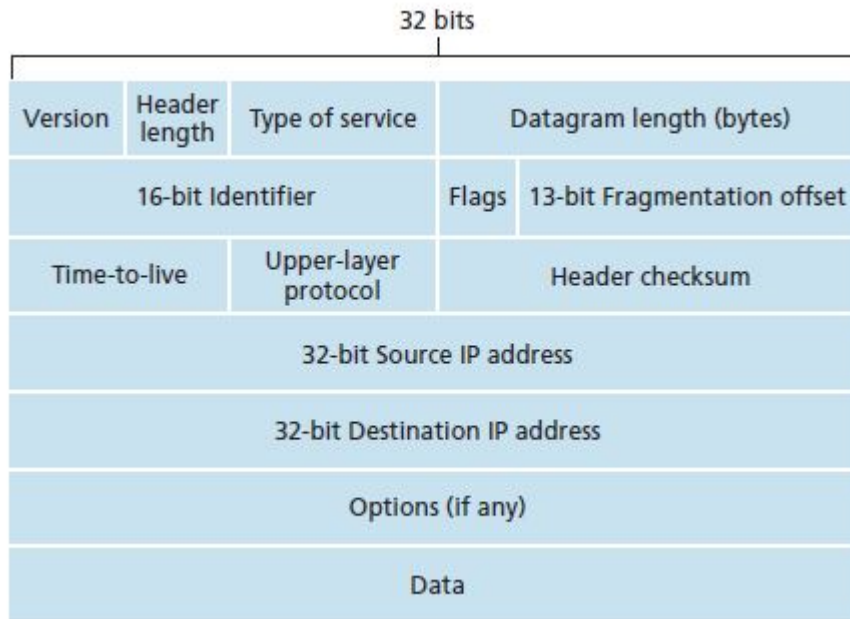 32 bits
Version
Header
length
Type of service
Datagram length (bytes)
16-bit Identifier
Flags
13-bit Fragmentation offset
Time-to-live
Upper-layer
protocol
Header checksum
32-bit Source IP address
32-bit Destination IP address
Options (if any)
Data